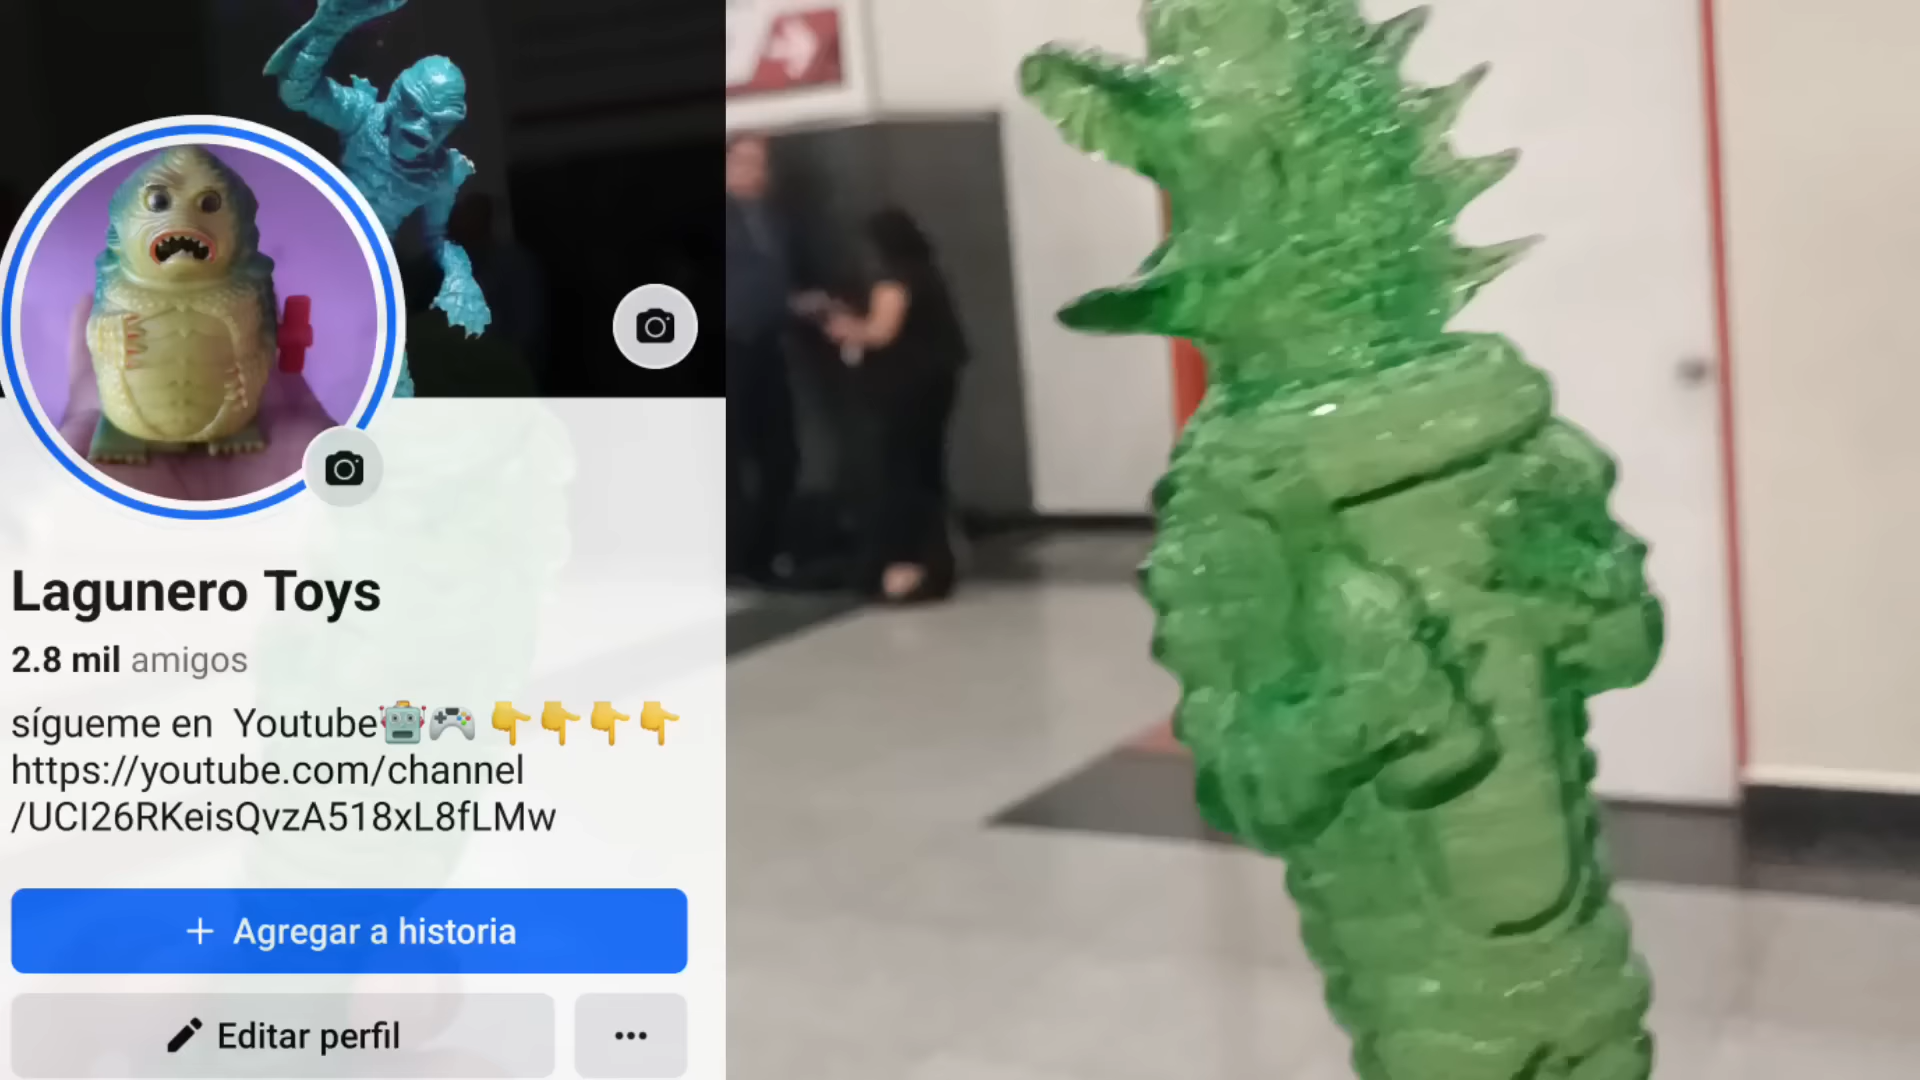 Lagunero Toys
2.8 mil amigos
sígueme en Youtube🤖🎮 👇👇👇👇
https://youtube.com/channel
/UCI26RKeisQvzA518xL8fLMw
+ Agregar a historia
Editar perfil